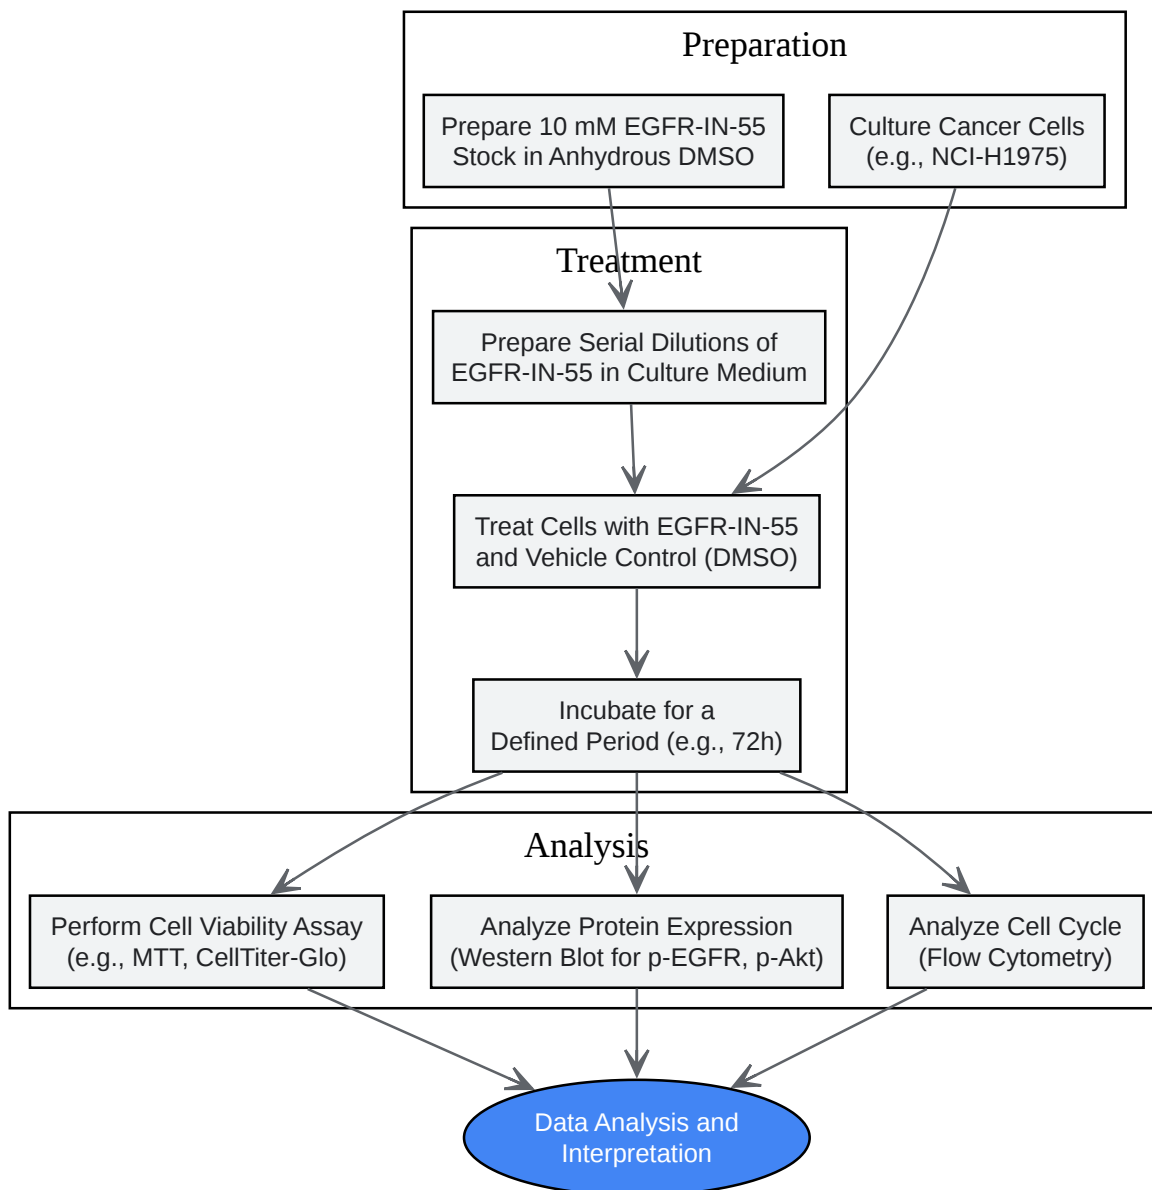 Preparation
Prepare 10 mM EGFR-IN-55
Stock in Anhydrous DMSO
Culture Cancer Cells
(e.g., NCI-H1975)
Treatment
Prepare Serial Dilutions of
EGFR-IN-55 in Culture Medium
Treat Cells with EGFR-IN-55
and Vehicle Control (DMSO)
Incubate for a
Defined Period (e.g., 72h)
Analysis
Perform Cell Viability Assay
(e.g., MTT, CellTiter-Glo)
Analyze Protein Expression
(Western Blot for p-EGFR, p-Akt)
Analyze Cell Cycle
(Flow Cytometry)
Data Analysis and
Interpretation